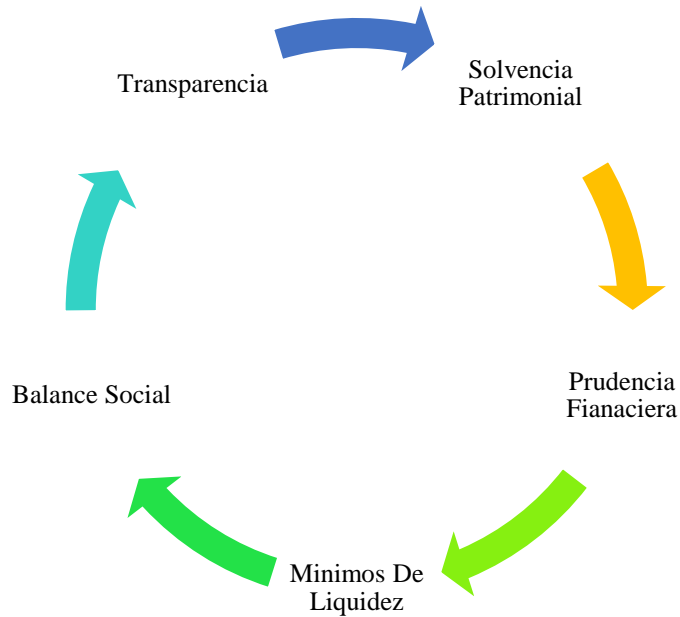 Transparencia
Solvencia
Patrimonial
Prudencia
Fianaciera
Minimos De
Liquidez
Balance Social